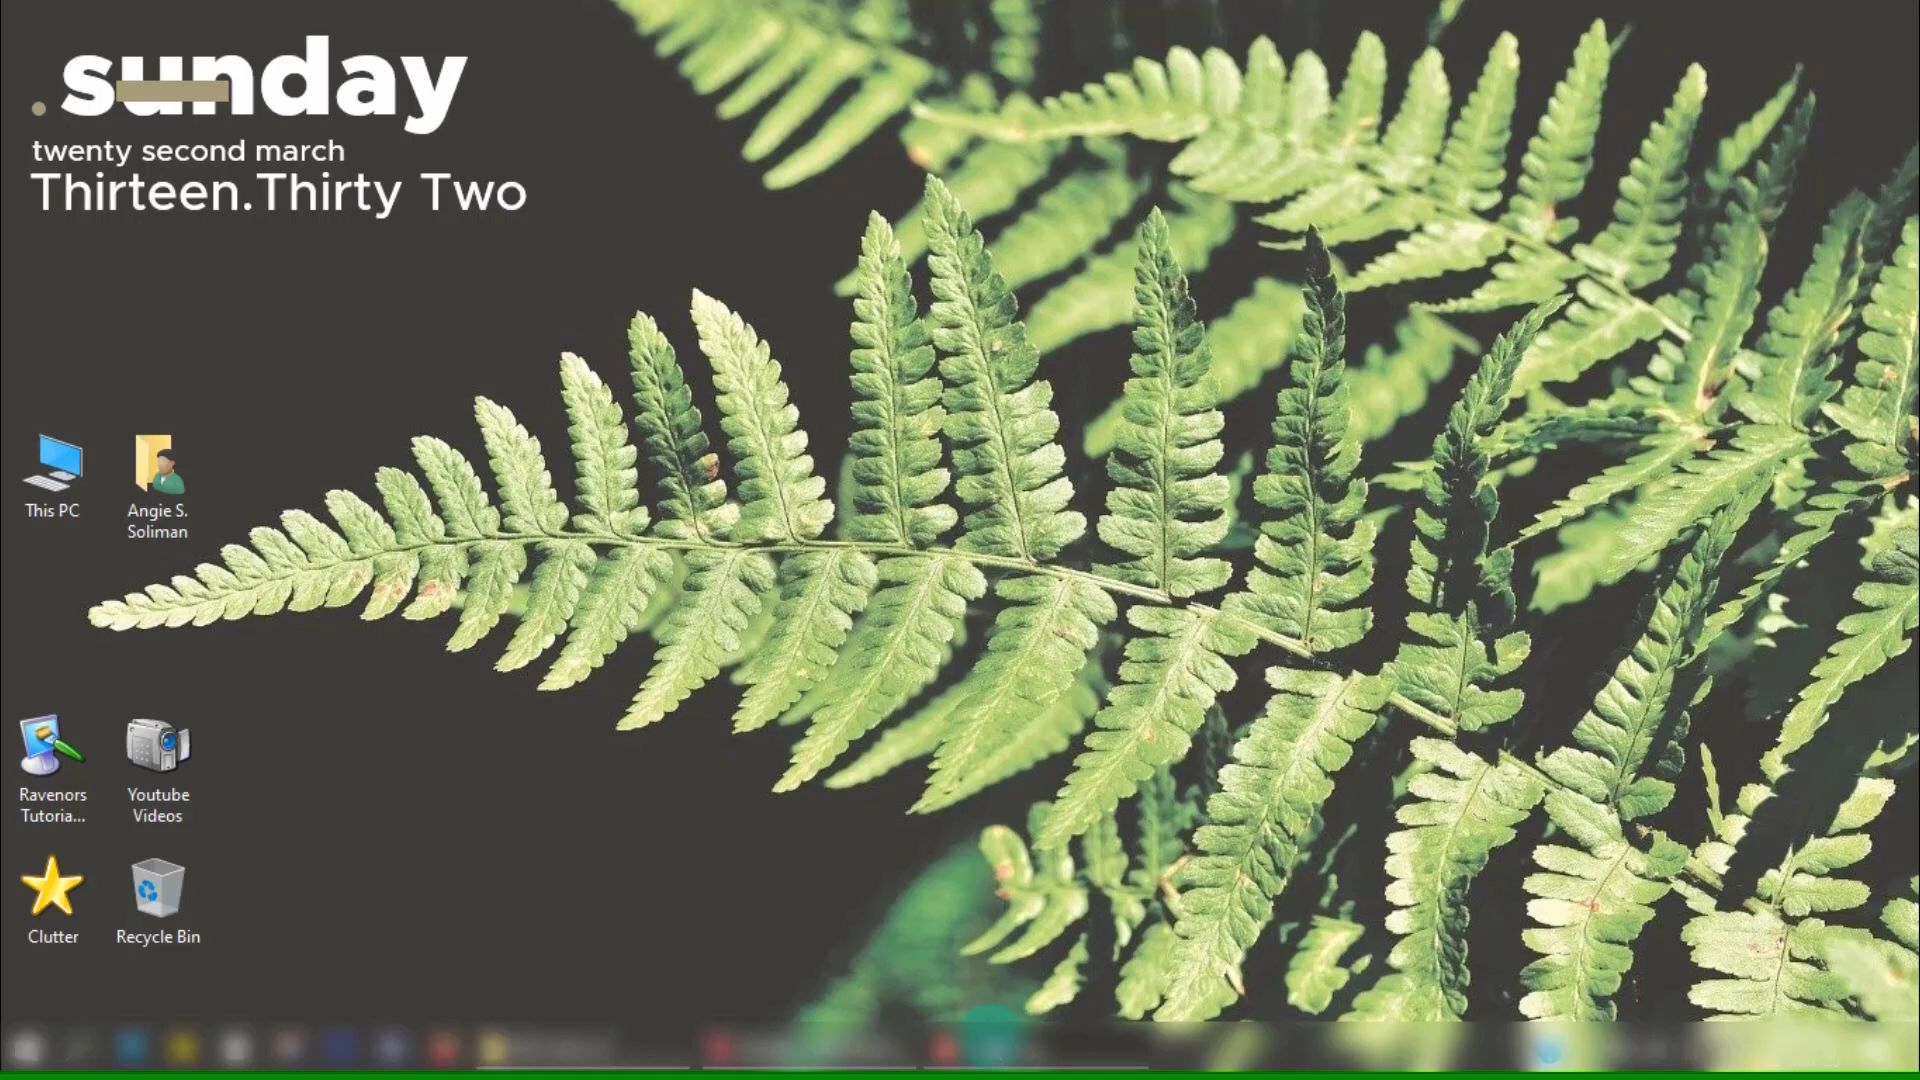 .sunday
twenty second march
Thirteen.Thirty Two
This PC
Angie S.
Soliman
Ravenors
Tutoria...
Youtube
Videos
Clutter
Recycle Bin